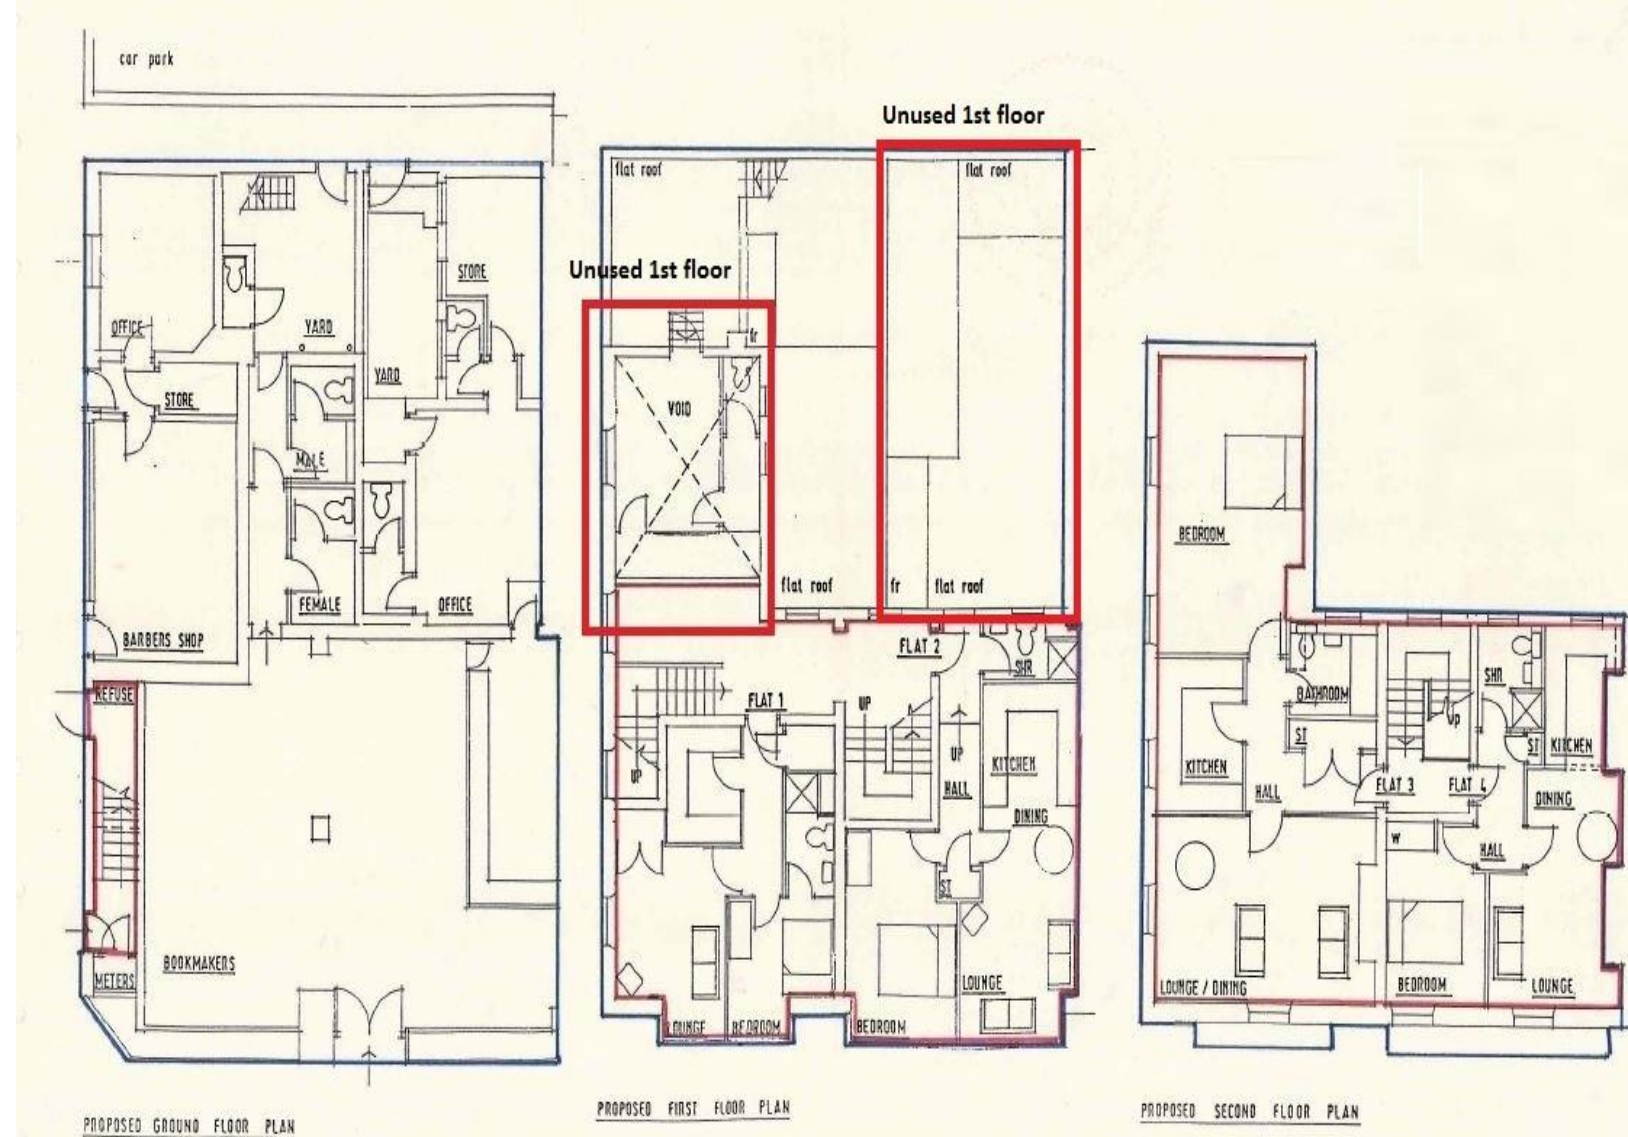 car park
OFFICE
STORE
YARD
STORE
YARD
MALE
FEMALE
OFFICE
BARBERS SHOP
REFUSE
BOOKMAKERS
METERS
PROPOSED GROUND FLOOR PLAN
Unused 1st floor
Unused 1st floor
flat roof
flat roof
fr
VOID
flat roof
fr
flat roof
FLAT 2
SHR
FLAT 1
UP
UP
UP
HALL
KITCHEN
DINING
ST
LOUNGE
LOUNGE
BEDROOM
BEDROOM
PROPOSED FIRST FLOOR PLAN
BEDROOM
BATHROOM
SHR
UP
ST
ST
KITCHEN
KITCHEN
HALL
FLAT 3
FLAT 4
DINING
W
HALL
LOUNGE / DINING
BEDROOM
LOUNGE
PROPOSED SECOND FLOOR PLAN